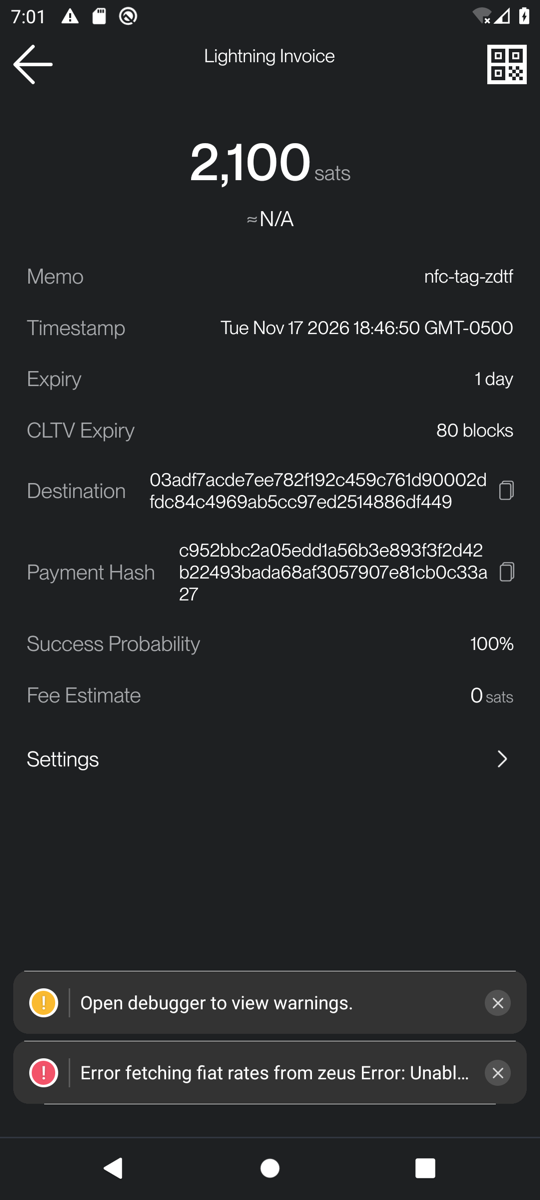 7:01
Lightning Invoice
2,100 sats
≈N/A
Memo nfc-tag-zdtf
Timestamp Tue Nov 17 2026 18:46:50 GMT-0500
Expiry 1 day
CLTV Expiry 80 blocks
Destination 03adf7acde7ee782f192c459c761d90002d
fdc84c4969ab5cc97ed2514886df449
Payment Hash c952bbc2a05edd1a56b3e893f3f2d42
b22493bada68af3057907e81cb0c33a
27
Success Probability 100%
Fee Estimate 0 sats
Settings
Open debugger to view warnings.
Error fetching fiat rates from zeus Error: Unabl...